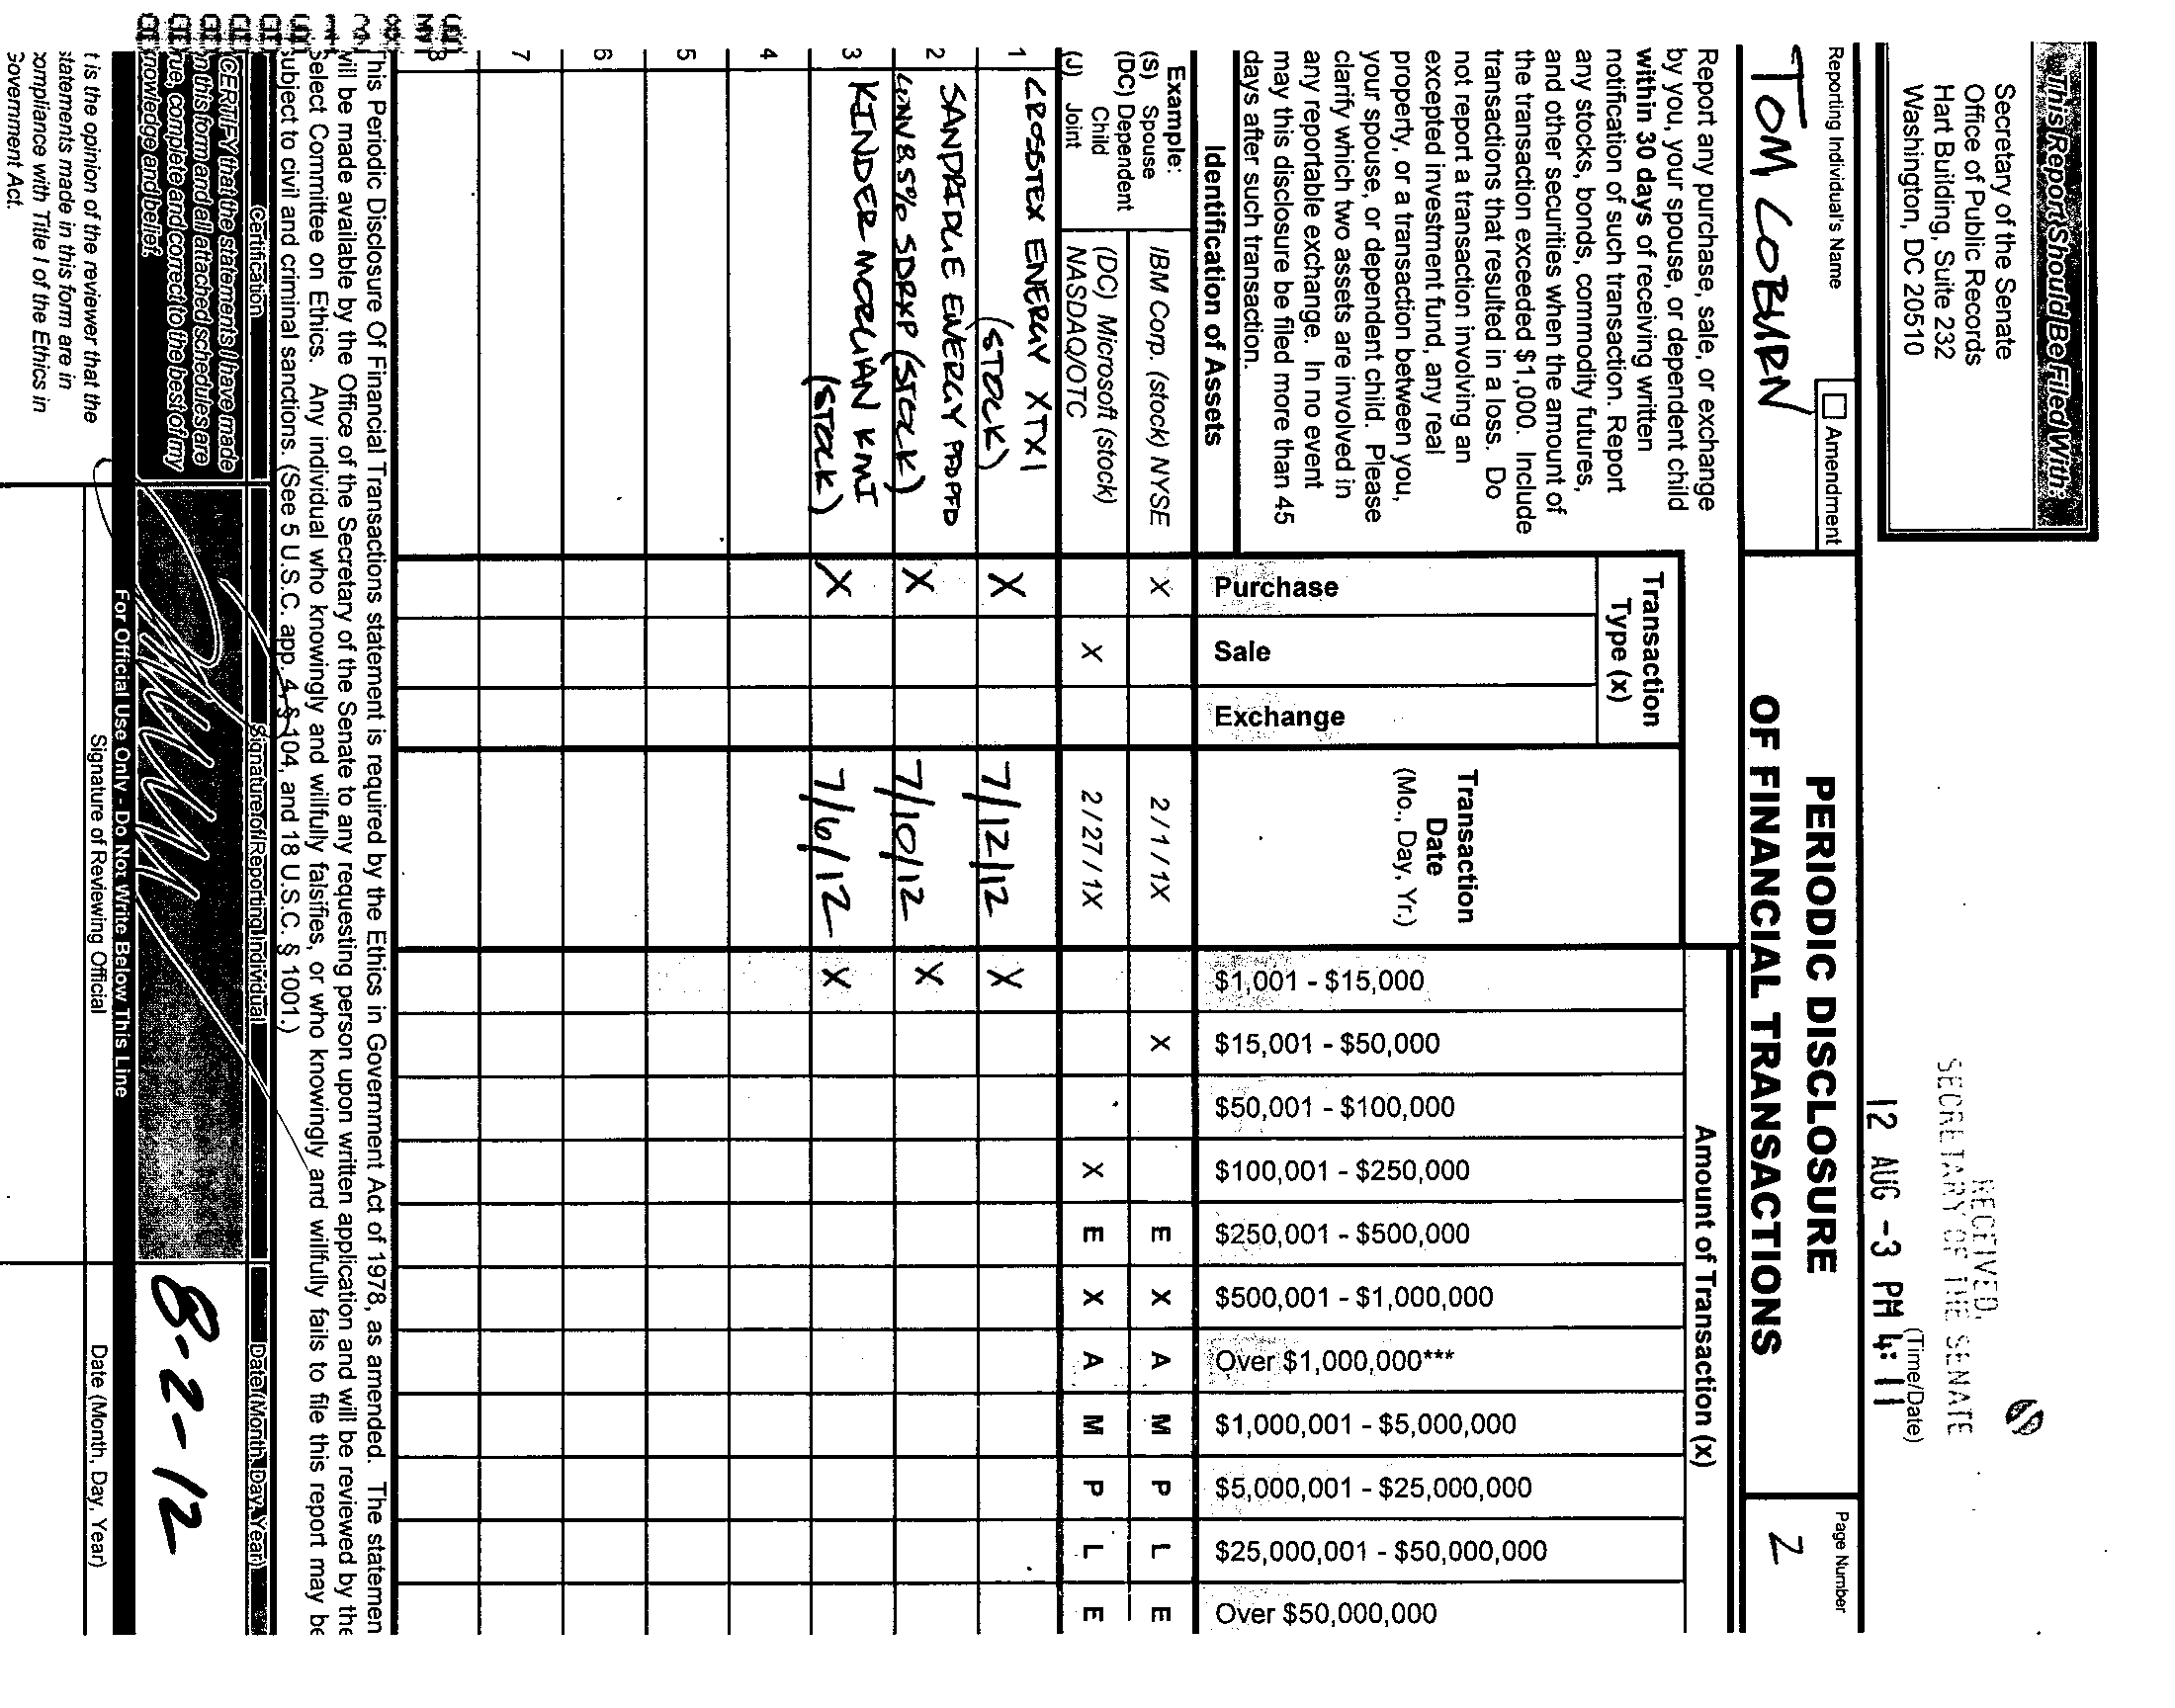 This Report Should Be Filed With:
Secretary of the Senate
Office of Public Records
Hart Building, Suite 232
Washington, DC 20510
RECEIVED
SECRETARY OF THE SENATE
(Time/Date)
12 AUG -3 PM 4:11
Reporting Individual's Name
TOM COBURN
Amendment
PERIODIC DISCLOSURE
OF FINANCIAL TRANSACTIONS
Page Number
2
Report any purchase, sale, or exchange
by you, your spouse, or dependent child
within 30 days of receiving written
notification of such transaction. Report
any stocks, bonds, commodity futures,
and other securities when the amount of
the transaction exceeded $1,000. Include
transactions that resulted in a loss. Do
not report a transaction involving an
excepted investment fund, any real
property, or a transaction between you,
your spouse, or dependent child. Please
clarify which two assets are involved in
any reportable exchange. In no event
may this disclosure be filed more than 45
days after such transaction.
Identification of Assets
Transaction
Type (x)
Purchase
Sale
Exchange
Transaction
Date
(Mo., Day, Yr.)
Amount of Transaction (x)
$1,001 - $15,000
$15,001 - $50,000
$50,001 - $100,000
$100,001 - $250,000
$250,001 - $500,000
$500,001 - $1,000,000
Over $1,000,000***
$1,000,001 - $5,000,000
$5,000,001 - $25,000,000
$25,000,001 - $50,000,000
Over $50,000,000
Example:
(S) Spouse
(DC) Dependent
Child
(J) Joint
IBM Corp. (stock) NYSE X 2/1/1X X E X A M P L E
(DC) Microsoft (stock)
NASDAQ/OTC X 2/27/1X X E X A M P L E
1 CROSSTEX ENERGY XTXI
(STOCK) X 7/12/12 X
2 SANDRIDGE ENERGY PFD PFD
CONV 8.5% SDRXP (STOCK) X 7/10/12 X
3 KINDER MORGAN KMI
(STOCK) X 7/6/12 X
4
5
6
7
8
This Periodic Disclosure Of Financial Transactions statement is required by the Ethics in Government Act of 1978, as amended. The statemen
will be made available by the Office of the Secretary of the Senate to any requesting person upon written application and will be reviewed by the
Select Committee on Ethics. Any individual who knowingly and willfully falsifies, or who knowingly and willfully fails to file this report may be
subject to civil and criminal sanctions. (See 5 U.S.C. app. 4, § 104, and 18 U.S.C. § 1001.)
Certification
Signature of Reporting Individual
Date (Month, Day, Year)
I CERTIFY that the statements I have made
on this form and all attached schedules are
true, complete and correct to the best of my
knowledge and belief.
8-2-12
For Official Use Only - Do Not Write Below This Line
t is the opinion of the reviewer that the
statements made in this form are in
compliance with Title I of the Ethics in
Government Act.
Signature of Reviewing Official
Date (Month, Day, Year)